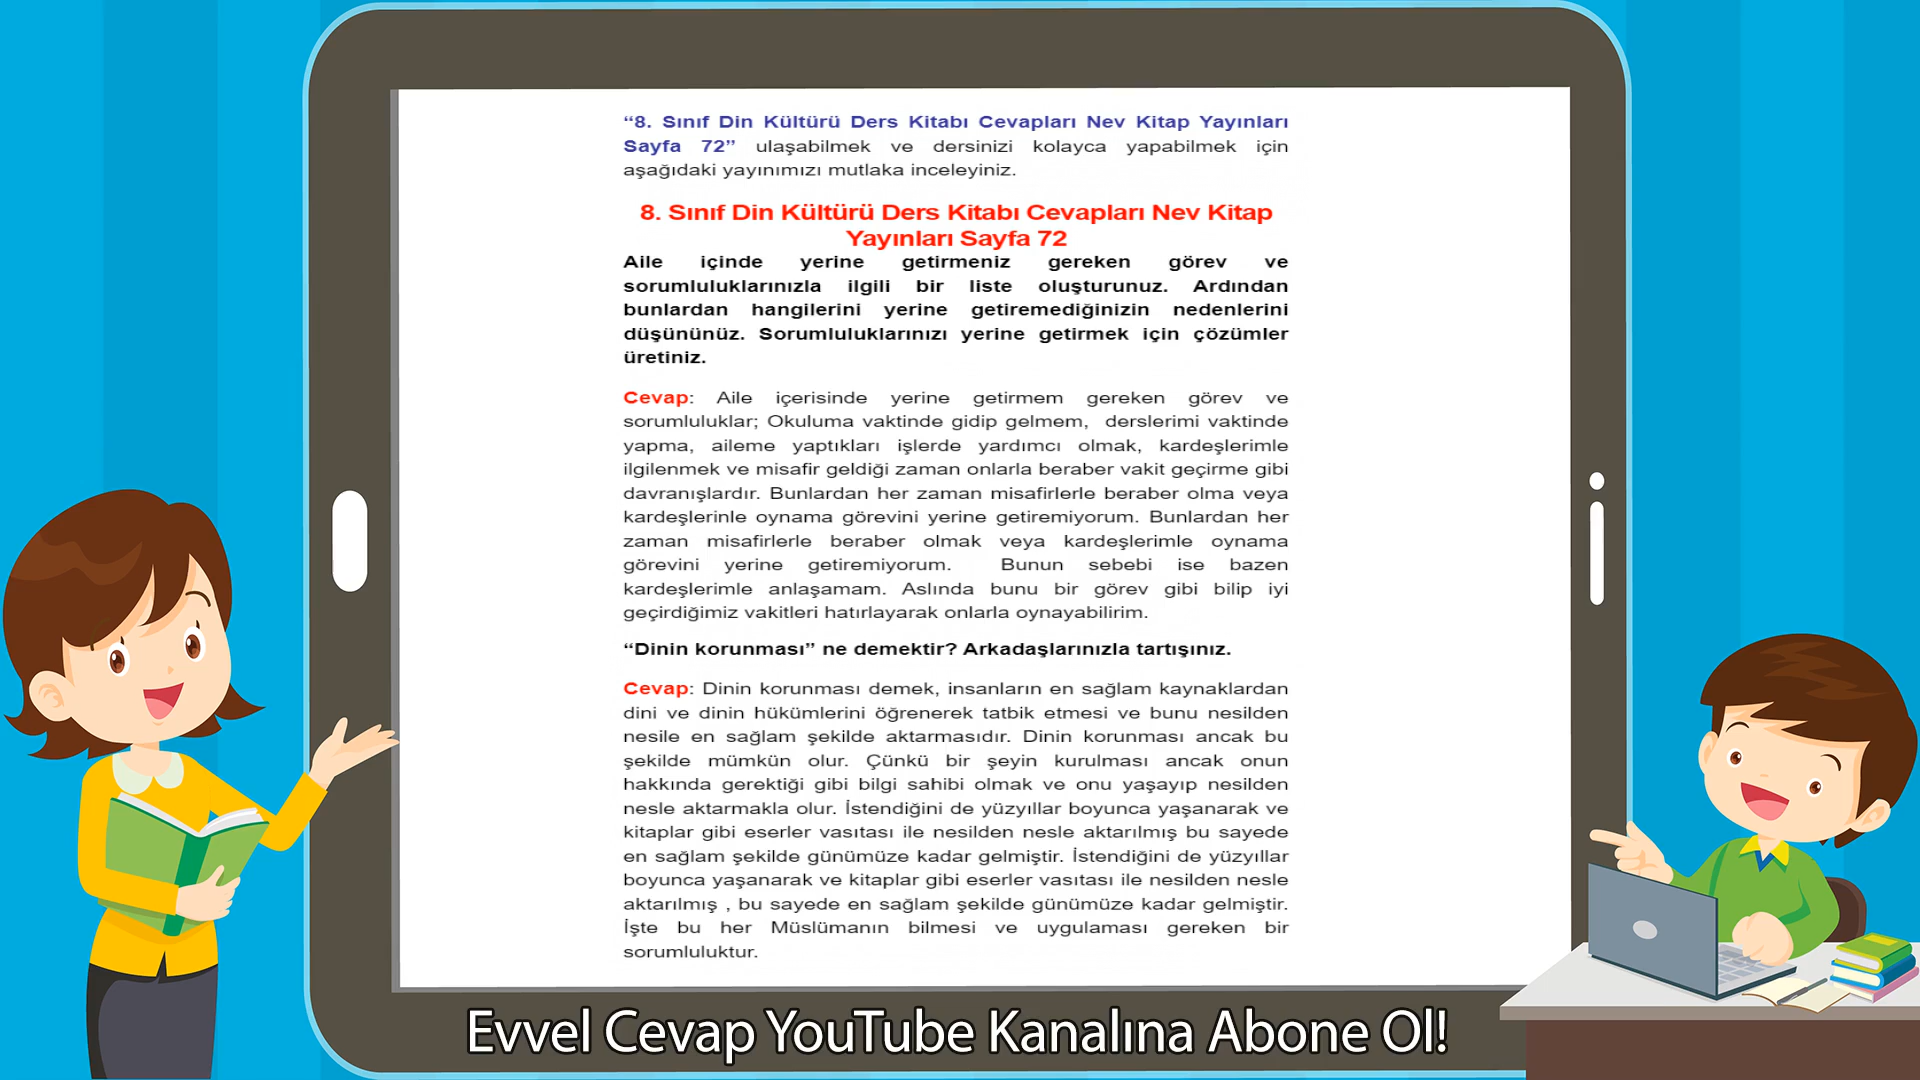 “8. Sınıf Din Kültürü Ders Kitabı Cevapları Nev Kitap Yayınları
Sayfa 72” ulaşabilmek ve dersinizi kolayca yapabilmek için
aşağıdaki yayınımızı mutlaka inceleyiniz.
8. Sınıf Din Kültürü Ders Kitabı Cevapları Nev Kitap
Yayınları Sayfa 72
Aile içinde yerine getirmeniz gereken görev ve
sorumluluklarınızla ilgili bir liste oluşturunuz. Ardından
bunlardan hangilerini yerine getiremediğinizin nedenlerini
düşününüz. Sorumluluklarınızı yerine getirmek için çözümler
üretiniz.
Cevap: Aile içerisinde yerine getirmem gereken görev ve
sorumluluklar; Okuluma vaktinde gidip gelmem, derslerimi vaktinde
yapma, aileme yaptıkları işlerde yardımcı olmak, kardeşlerimle
ilgilenmek ve misafir geldiği zaman onlarla beraber vakit geçirme gibi
davranışlardır. Bunlardan her zaman misafirlerle beraber olma veya
kardeşlerinle oynama görevini yerine getiremiyorum. Bunlardan her
zaman misafirlerle beraber olmak veya kardeşlerimle oynama
görevini yerine getiremiyorum. Bunun sebebi ise bazen
kardeşlerimle anlaşamam. Aslında bunu bir görev gibi bilip iyi
geçirdiğimiz vakitleri hatırlayarak onlarla oynayabilirim.
“Dinin korunması” ne demektir? Arkadaşlarınızla tartışınız.
Cevap: Dinin korunması demek, insanların en sağlam kaynaklardan
dini ve dinin hükümlerini öğrenerek tatbik etmesi ve bunu nesilden
nesile en sağlam şekilde aktarmasıdır. Dinin korunması ancak bu
şekilde mümkün olur. Çünkü bir şeyin kurulması ancak onun
hakkında gerektiği gibi bilgi sahibi olmak ve onu yaşayıp nesilden
nesle aktarmakla olur. İstendiğini de yüzyıllar boyunca yaşanarak ve
kitaplar gibi eserler vasıtası ile nesilden nesle aktarılmış bu sayede
en sağlam şekilde günümüze kadar gelmiştir. İstendiğini de yüzyıllar
boyunca yaşanarak ve kitaplar gibi eserler vasıtası ile nesilden nesle
aktarılmış , bu sayede en sağlam şekilde günümüze kadar gelmiştir.
İşte bu her Müslümanın bilmesi ve uygulaması gereken bir
sorumluluktur.
Evvel Cevap YouTube Kanalına Abone Ol!